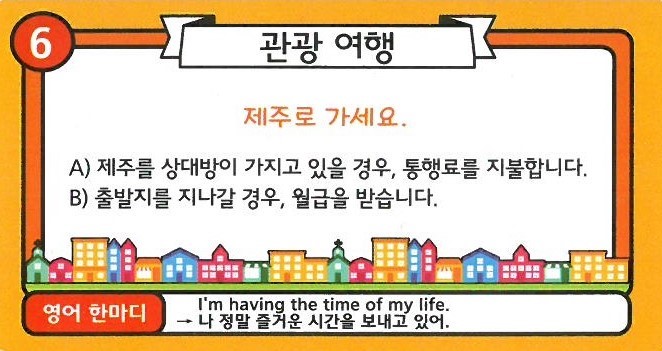 6
관광 여행
제주로 가세요.
A) 제주를 상대방이 가지고 있을 경우, 통행료를 지불합니다.
B) 출발지를 지나갈 경우, 월급을 받습니다.
영어 한마디
I'm having the time of my life.
→ 나 정말 즐거운 시간을 보내고 있어.